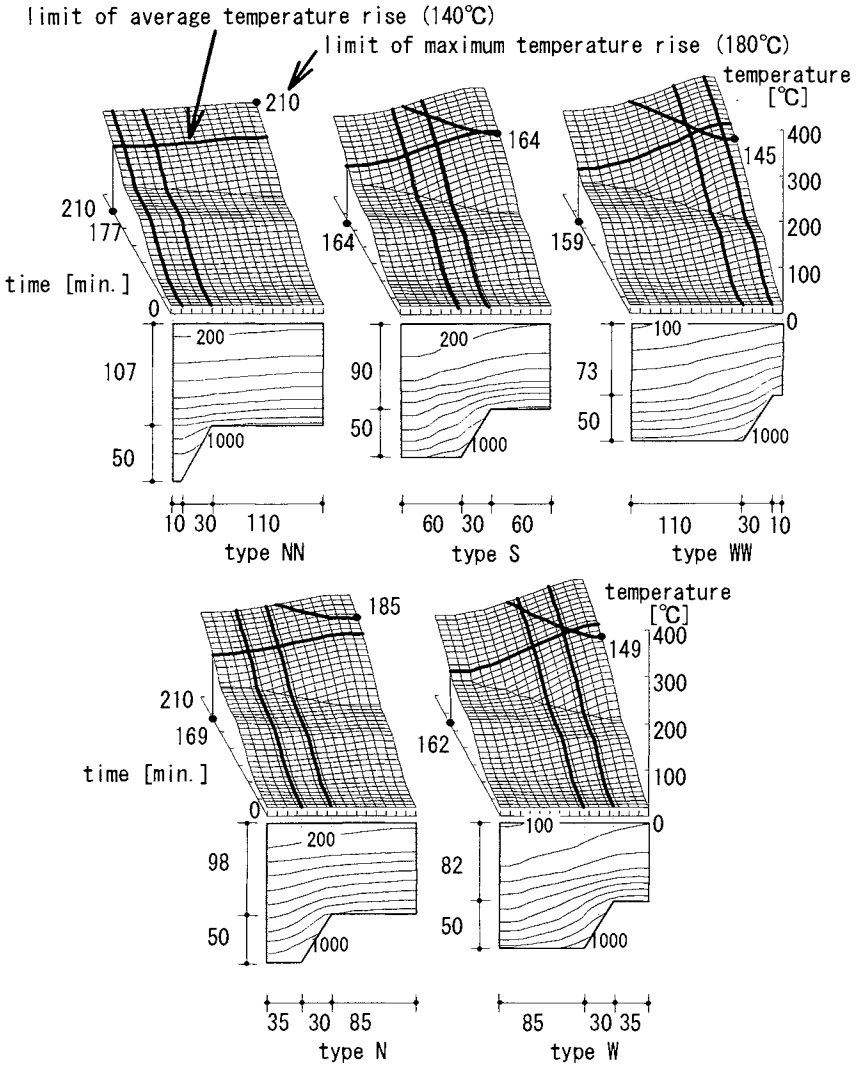 limit of average temperature rise (140℃)
limit of maximum temperature rise (180℃)
temperature
[℃]
210
164
145
400
300
200
100
0
210
177
164
159
time [min.]
0
200
200
100
107
90
73
50
50
50
1000
1000
1000
10 30 110
60 30 60
110 30 10
type NN
type S
type WW
temperature
[℃]
185
149
400
300
200
100
0
210
169
162
time [min.]
0
200
100
98
82
50
50
1000
1000
35 30 85
85 30 35
type N
type W